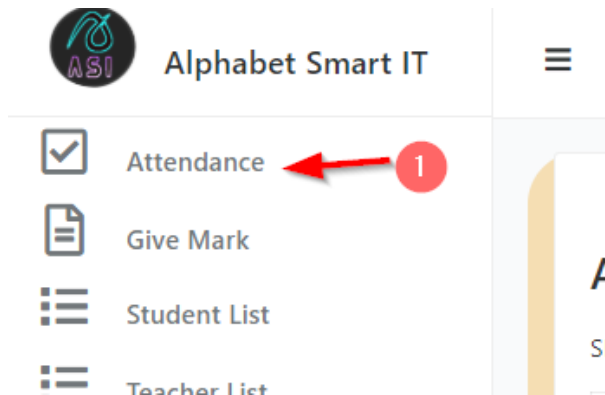 ASI
Alphabet Smart IT
Attendance
1
Give Mark
Student List
Teacher List